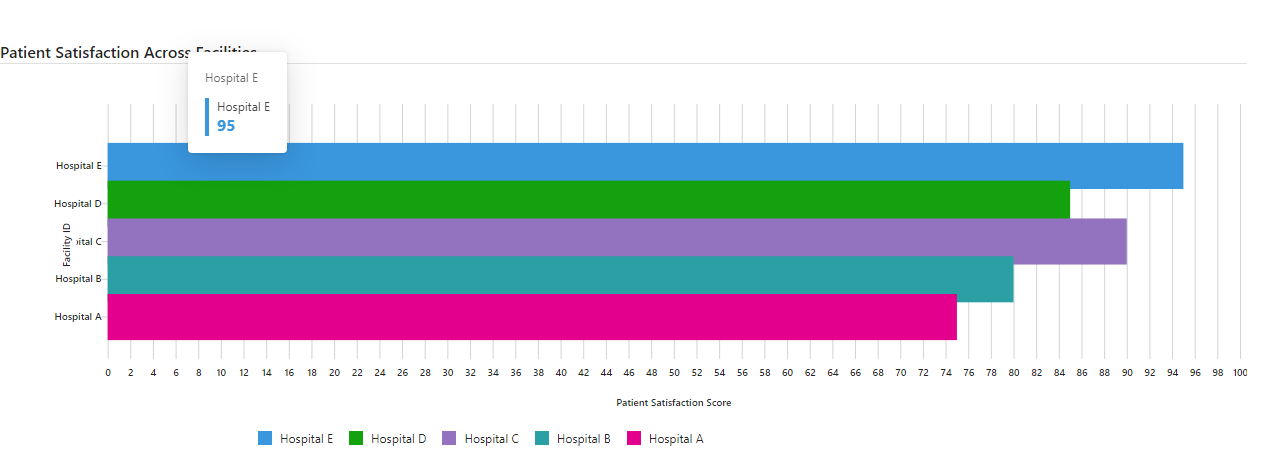 Patient Satisfaction Across Facilities
Hospital E
Hospital E
95
Hospital E
Hospital D
Facility ID
ital C
Hospital B
Hospital A
0 2 4 6 8 10 12 14 16 18 20 22 24 26 28 30 32 34 36 38 40 42 44 46 48 50 52 54 56 58 60 62 64 66 68 70 72 74 76 78 80 82 84 86 88 90 92 94 96 98 100
Patient Satisfaction Score
Hospital E Hospital D Hospital C Hospital B Hospital A